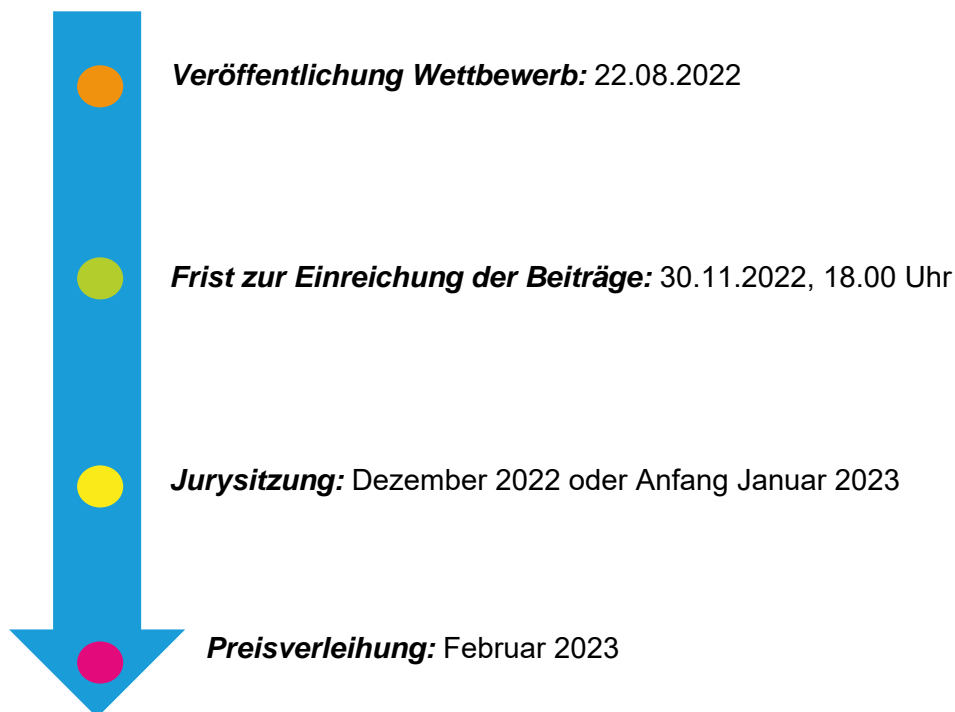 Veröffentlichung Wettbewerb: 22.08.2022
Frist zur Einreichung der Beiträge: 30.11.2022, 18.00 Uhr
Jurysitzung: Dezember 2022 oder Anfang Januar 2023
Preisverleihung: Februar 2023